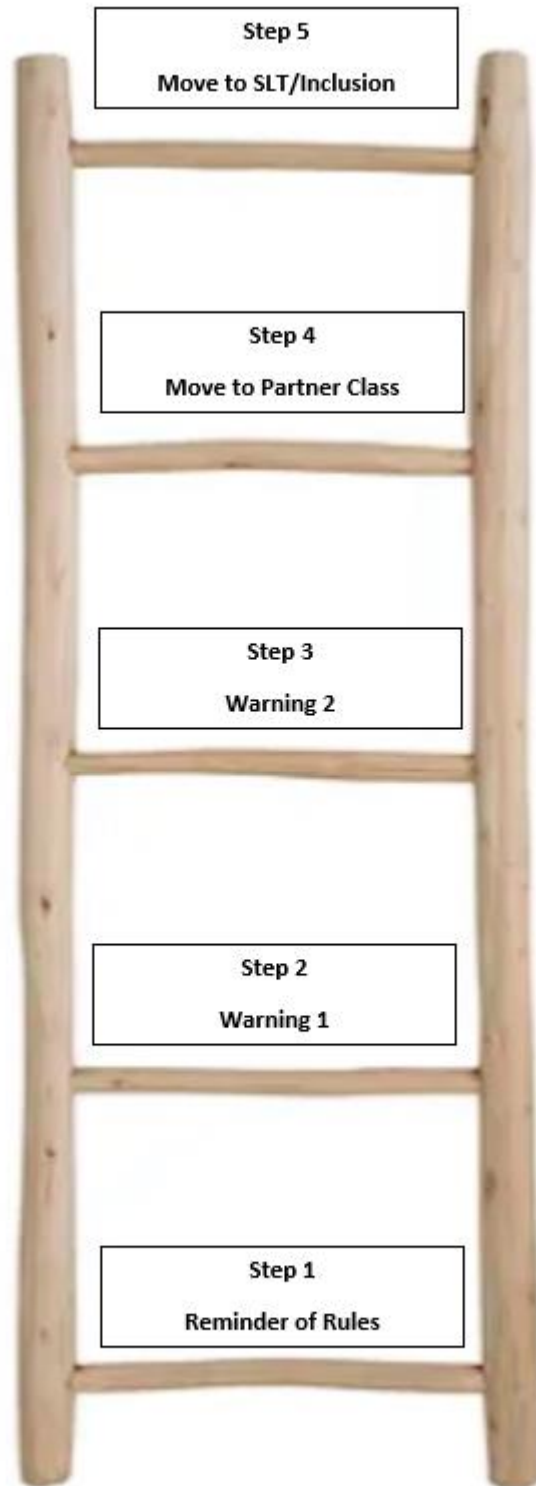 Step 5
Move to SLT/Inclusion
Step 4
Move to Partner Class
Step 3
Warning 2
Step 2
Warning 1
Step 1
Reminder of Rules